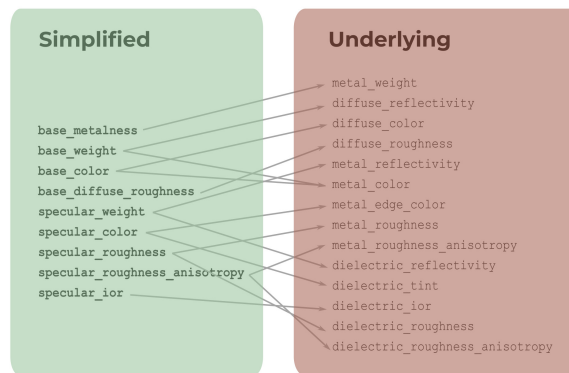 Simplified
base_metalness
base_weight
base_color
base_diffuse_roughness
specular_weight
specular_color
specular_roughness
specular_roughness_anisotropy
specular_ior
Underlying
metal_weight
diffuse_reflectivity
diffuse_color
diffuse_roughness
metal_reflectivity
metal_color
metal_edge_color
metal_roughness
metal_roughness_anisotropy
dielectric_reflectivity
dielectric_tint
dielectric_ior
dielectric_roughness
dielectric_roughness_anisotropy